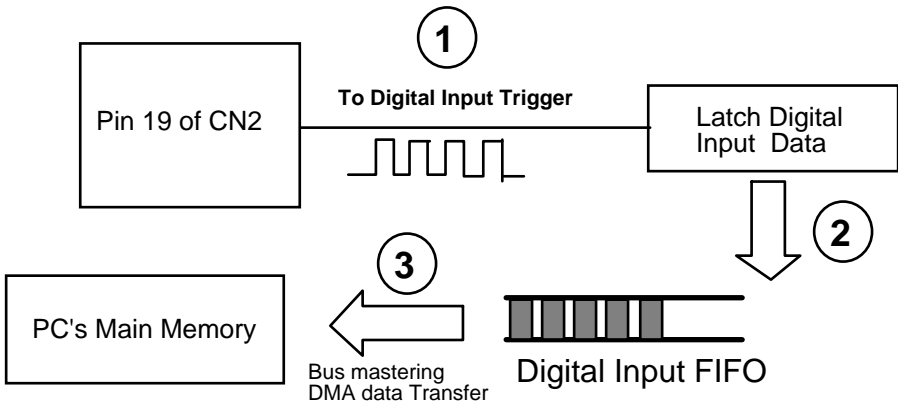 1
To Digital Input Trigger
Pin 19 of CN2
Latch Digital
Input Data
2
3
PC's Main Memory
Bus mastering
DMA data Transfer
Digital Input FIFO